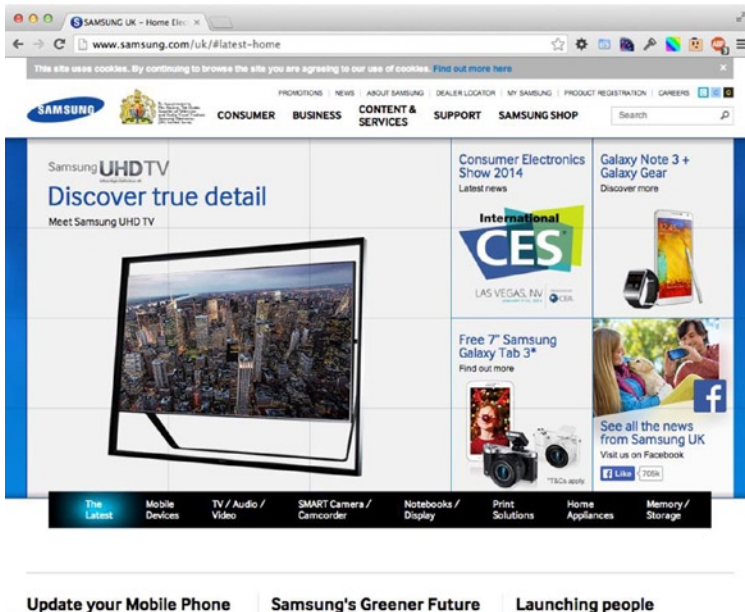 SAMSUNG UK – Home Elec
www.samsung.com/uk/#latest-home
This site uses cookies. By continuing to browse the site you are agreeing to our use of cookies. Find out more here
PROMOTIONS | NEWS | ABOUT SAMSUNG | DEALER LOCATOR | MY SAMSUNG | PRODUCT REGISTRATION | CAREERS
SAMSUNG
CONSUMER BUSINESS CONTENT & SERVICES SUPPORT SAMSUNG SHOP Search
Samsung UHDTV
Discover true detail
Meet Samsung UHD TV
Consumer Electronics
Show 2014
Latest news
International
CES
LAS VEGAS, NV
CEA
Galaxy Note 3 +
Galaxy Gear
Discover more
Free 7" Samsung
Galaxy Tab 3*
Find out more
*T&Cs apply
See all the news
from Samsung UK
Visit us on Facebook
Like 705k
The Latest
Mobile Devices
TV / Audio / Video
SMART Camera / Camcorder
Notebooks / Display
Print Solutions
Home Appliances
Memory / Storage
Update your Mobile Phone
Samsung's Greener Future
Launching people